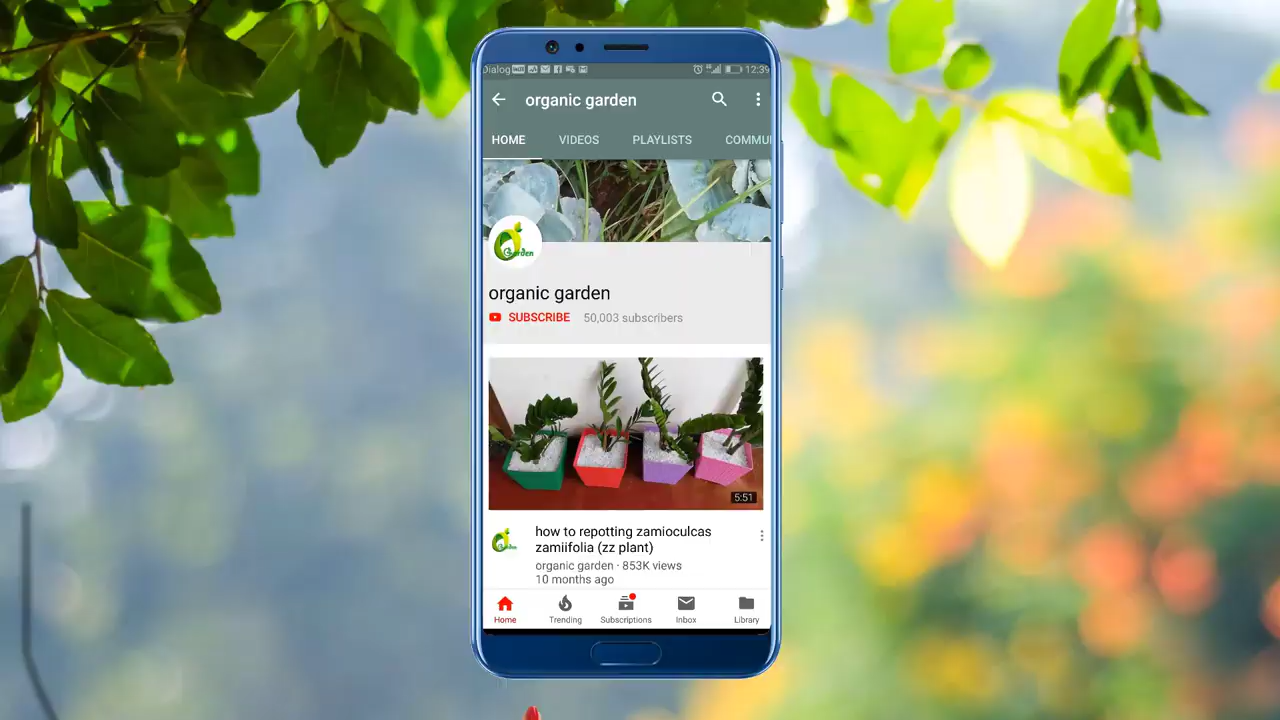 Dialog 12:39
organic garden
HOME VIDEOS PLAYLISTS COMMU
Garden
organic garden
SUBSCRIBE 50,003 subscribers
5:51
how to repotting zamioculcas
zamiifolia (zz plant)
organic garden · 853K views
10 months ago
Home Trending Subscriptions Inbox Library